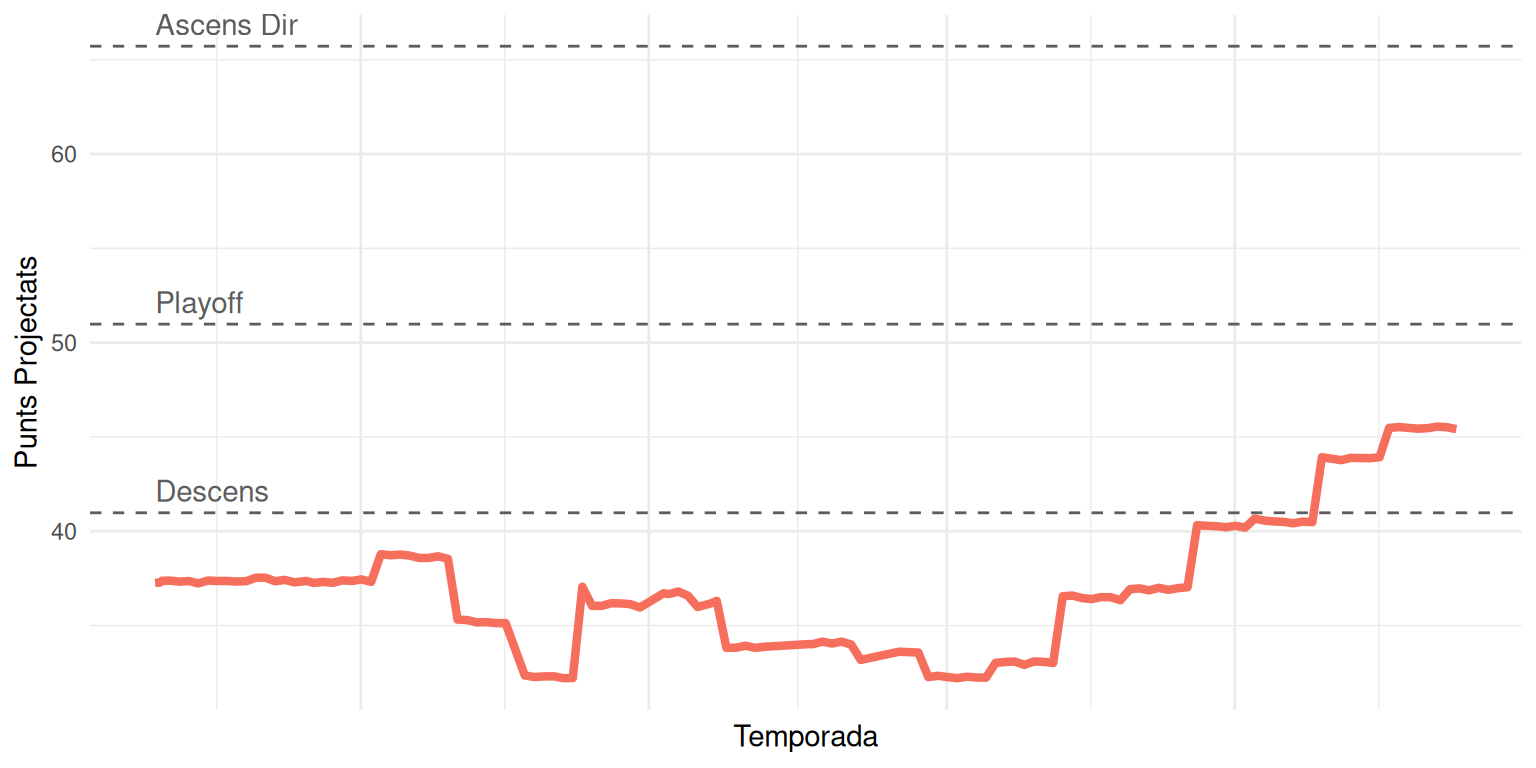 Ascens Dir
60
Playoff
50
Descens
40
Punts Projectats
Temporada